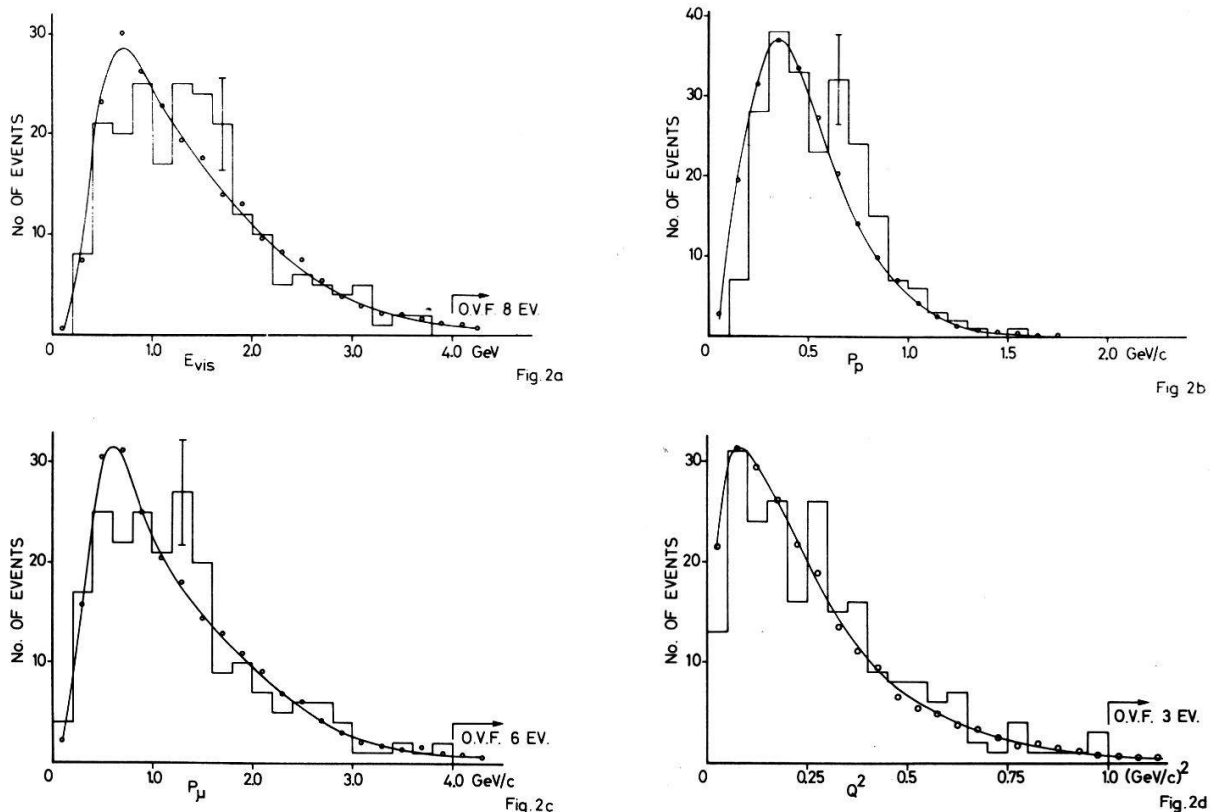 30
20
10
No OF EVENTS
0
1.0
2.0
3.0
4.0
GeV
E vis
O.V.F. 8 EV.
Fig. 2a
40
30
20
10
No. OF EVENTS
0
0.5
1.0
1.5
2.0
GeV/c
P p
Fig 2b
30
20
10
No. OF EVENTS
0
1.0
2.0
3.0
4.0
GeV/c
P μ
O.V.F. 6 EV.
Fig. 2c
30
20
10
No. OF EVENTS
0
0.25
0.5
0.75
1.0
(GeV/c)²
Q²
O.V.F. 3 EV.
Fig. 2d